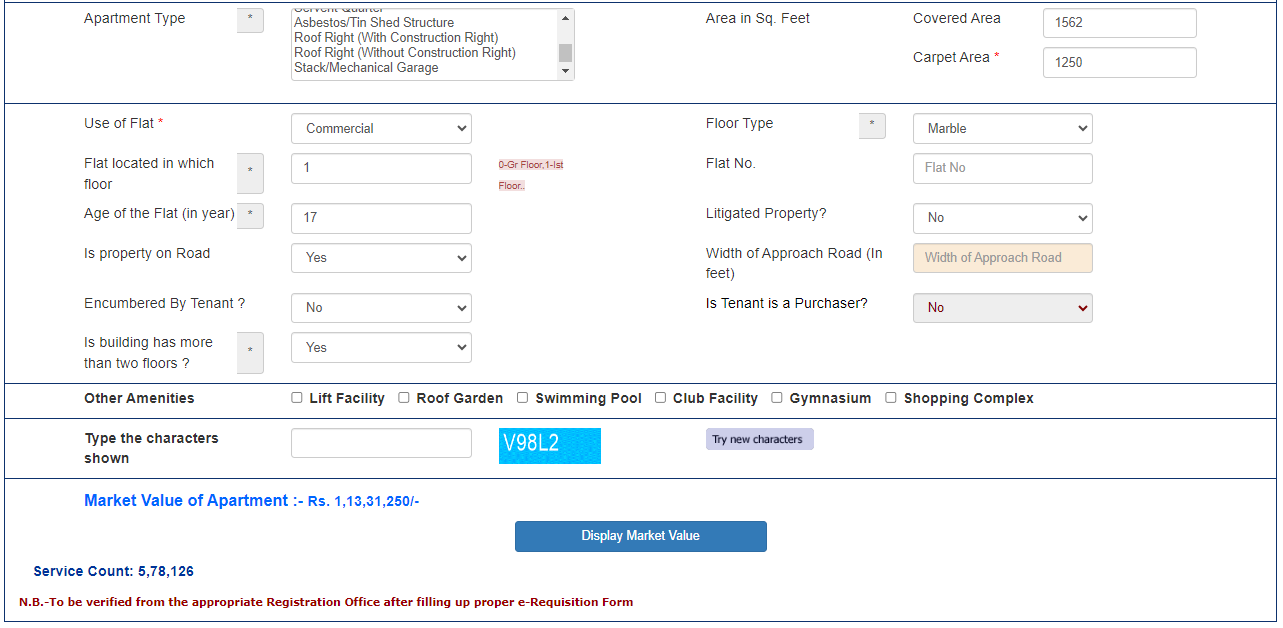 Apartment Type * Servent Quarter Area in Sq. Feet Covered Area 1562
Asbestos/Tin Shed Structure
Roof Right (With Construction Right)
Roof Right (Without Construction Right)
Stack/Mechanical Garage
Carpet Area * 1250
Use of Flat * Commercial Floor Type * Marble
Flat located in which floor * 1 0-Gr Floor,1-Ist Floor.. Flat No. Flat No
Age of the Flat (in year) * 17 Litigated Property? No
Is property on Road Yes Width of Approach Road (In feet) Width of Approach Road
Encumbered By Tenant ? No Is Tenant is a Purchaser? No
Is building has more than two floors ? * Yes
Other Amenities Lift Facility Roof Garden Swimming Pool Club Facility Gymnasium Shopping Complex
Type the characters shown V98L2 Try new characters
Market Value of Apartment :- Rs. 1,13,31,250/-
Display Market Value
Service Count: 5,78,126
N.B.-To be verified from the appropriate Registration Office after filling up proper e-Requisition Form